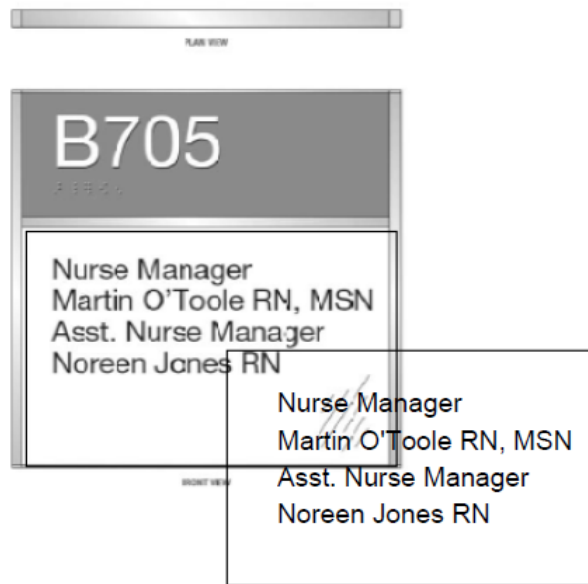 PLAN VIEW
B705
Nurse Manager
Martin O'Toole RN, MSN
Asst. Nurse Manager
Noreen Jones RN
FRONT VIEW
Nurse Manager
Martin O'Toole RN, MSN
Asst. Nurse Manager
Noreen Jones RN